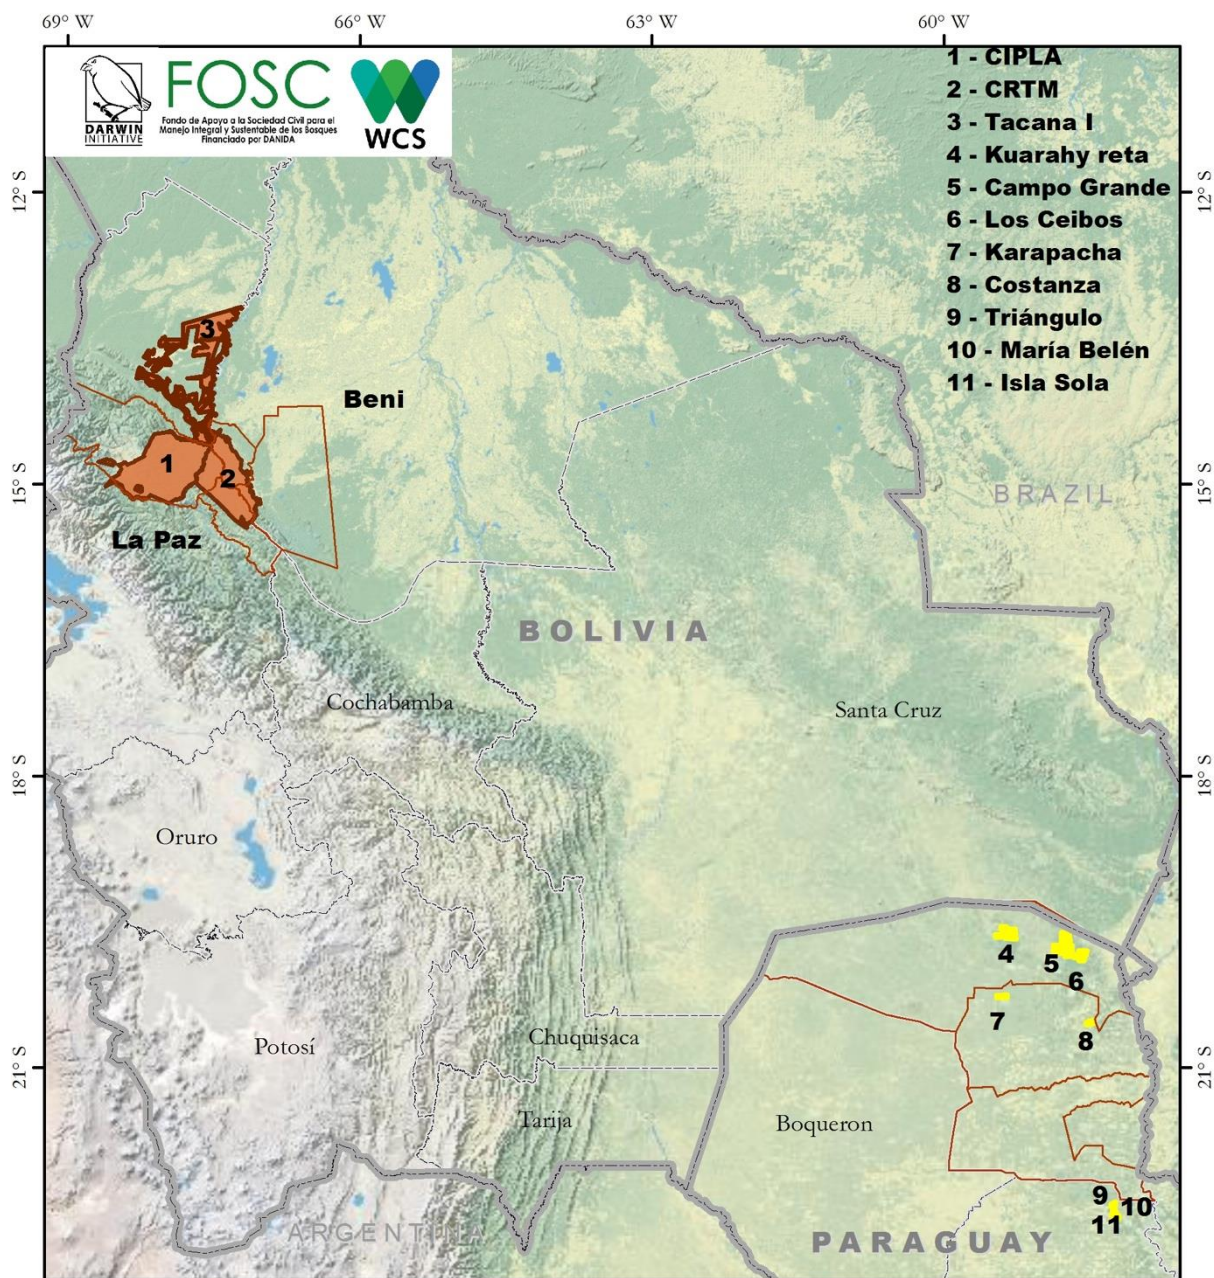 69° W
66° W
63° W
60° W
DARWIN
INITIATIVE
FOSC
Fondo de Apoyo a la Sociedad Civil para el
Manejo Integral y Sustentable de los Bosques
Financiado por DANIDA
WCS
1 - CIPLA
2 - CRTM
3 - Tacana I
4 - Kuarahy reta
5 - Campo Grande
6 - Los Ceibos
7 - Karapacha
8 - Costanza
9 - Triángulo
10 - María Belén
11 - Isla Sola
12° S
12° S
3
Beni
1
2
15° S
15° S
BRAZIL
La Paz
BOLIVIA
Cochabamba
Santa Cruz
18° S
18° S
Oruro
4
5
6
7
8
Potosí
Chuquisaca
21° S
21° S
Tarija
Boqueron
9
10
11
ARGENTINA
PARAGUAY